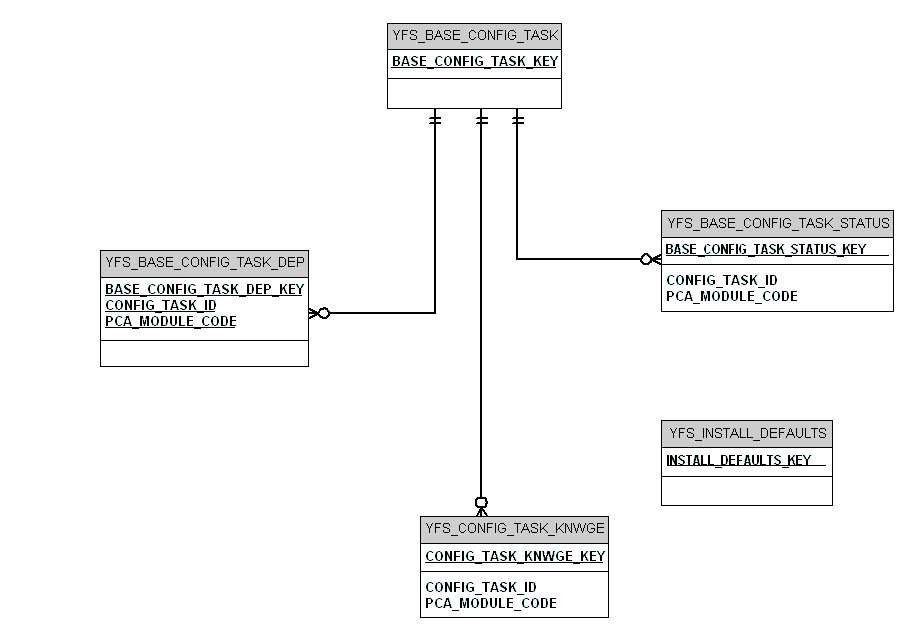 YFS_BASE_CONFIG_TASK
BASE_CONFIG_TASK_KEY
YFS_BASE_CONFIG_TASK_STATUS
BASE_CONFIG_TASK_STATUS_KEY
CONFIG_TASK_ID
PCA_MODULE_CODE
YFS_BASE_CONFIG_TASK_DEP
BASE_CONFIG_TASK_DEP_KEY
CONFIG_TASK_ID
PCA_MODULE_CODE
YFS_INSTALL_DEFAULTS
INSTALL_DEFAULTS_KEY
YFS_CONFIG_TASK_KNWGE
CONFIG_TASK_KNWGE_KEY
CONFIG_TASK_ID
PCA_MODULE_CODE